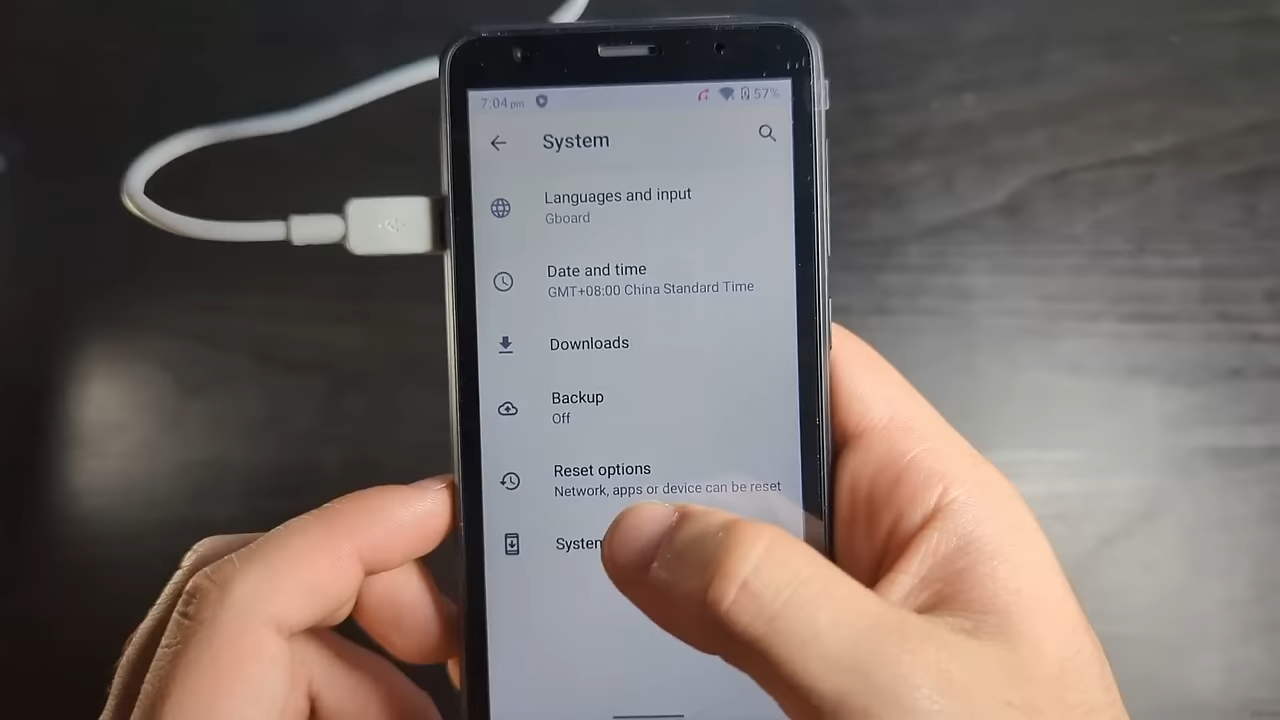 7:04 pm 57%
System
Languages and input
Gboard
Date and time
GMT+08:00 China Standard Time
Downloads
Backup
Off
Reset options
Network, apps or device can be reset
System